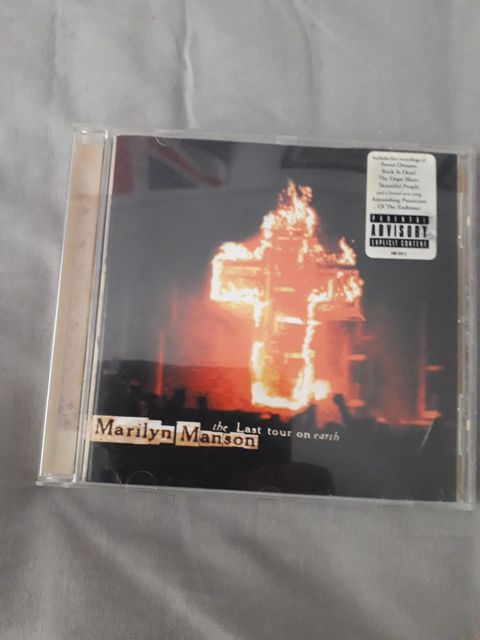 Includes live recordings of
Sweet Dreams,
Rock Is Dead,
The Dope Show,
Beautiful People
and a brand new song
Astonishing Panorama
Of The Endtimes
PARENTAL
ADVISORY
EXPLICIT CONTENT
the Last tour on earth
Marilyn Manson